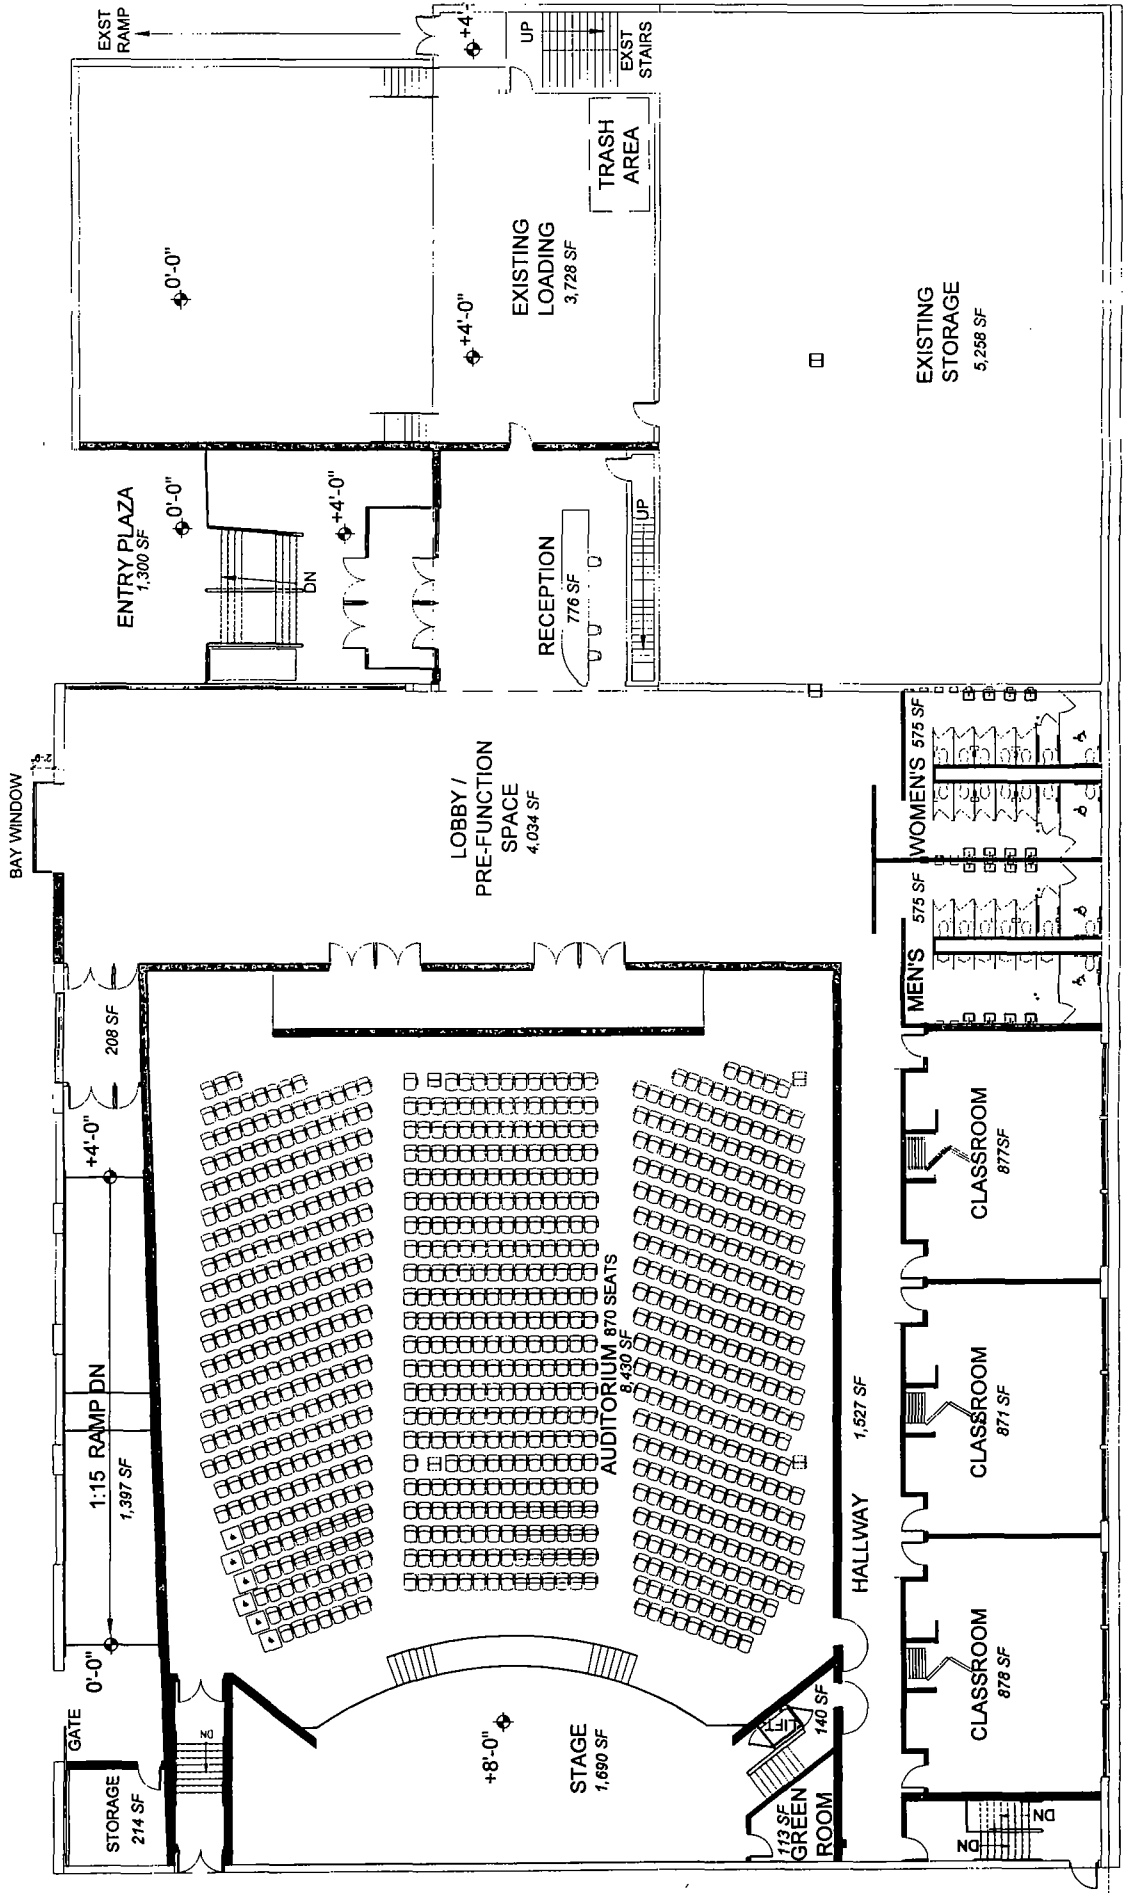 EXST
RAMP
+4'
UP
EXST
STAIRS
TRASH
AREA
0'-0"
EXISTING
LOADING
3,728 SF
+4'-0"
EXISTING
STORAGE
5,258 SF
ENTRY PLAZA
1,300 SF
0'-0"
+4'-0"
DN
RECEPTION
776 SF
UP
BAY WINDOW
LOBBY /
PRE-FUNCTION
SPACE
4,034 SF
WOMEN'S 575 SF
MEN'S 575 SF
208 SF
+4'-0"
1:15 RAMP DN
1,397 SF
0'-0"
AUDITORIUM 870 SEATS
8,430 SF
HALLWAY 1,527 SF
CLASSROOM
877SF
CLASSROOM
871 SF
CLASSROOM
878 SF
GATE
STORAGE
214 SF
DN
+8'-0"
STAGE
1,690 SF
LIFT
140 SF
113 SF
GREEN
ROOM
DN
DN